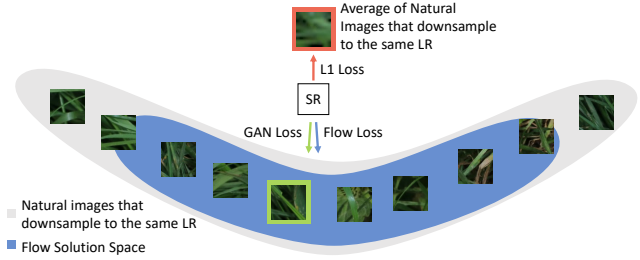 Average of Natural
Images that downsample
to the same LR
L1 Loss
SR
GAN Loss
Flow Loss
Natural images that
downsample to the same LR
Flow Solution Space